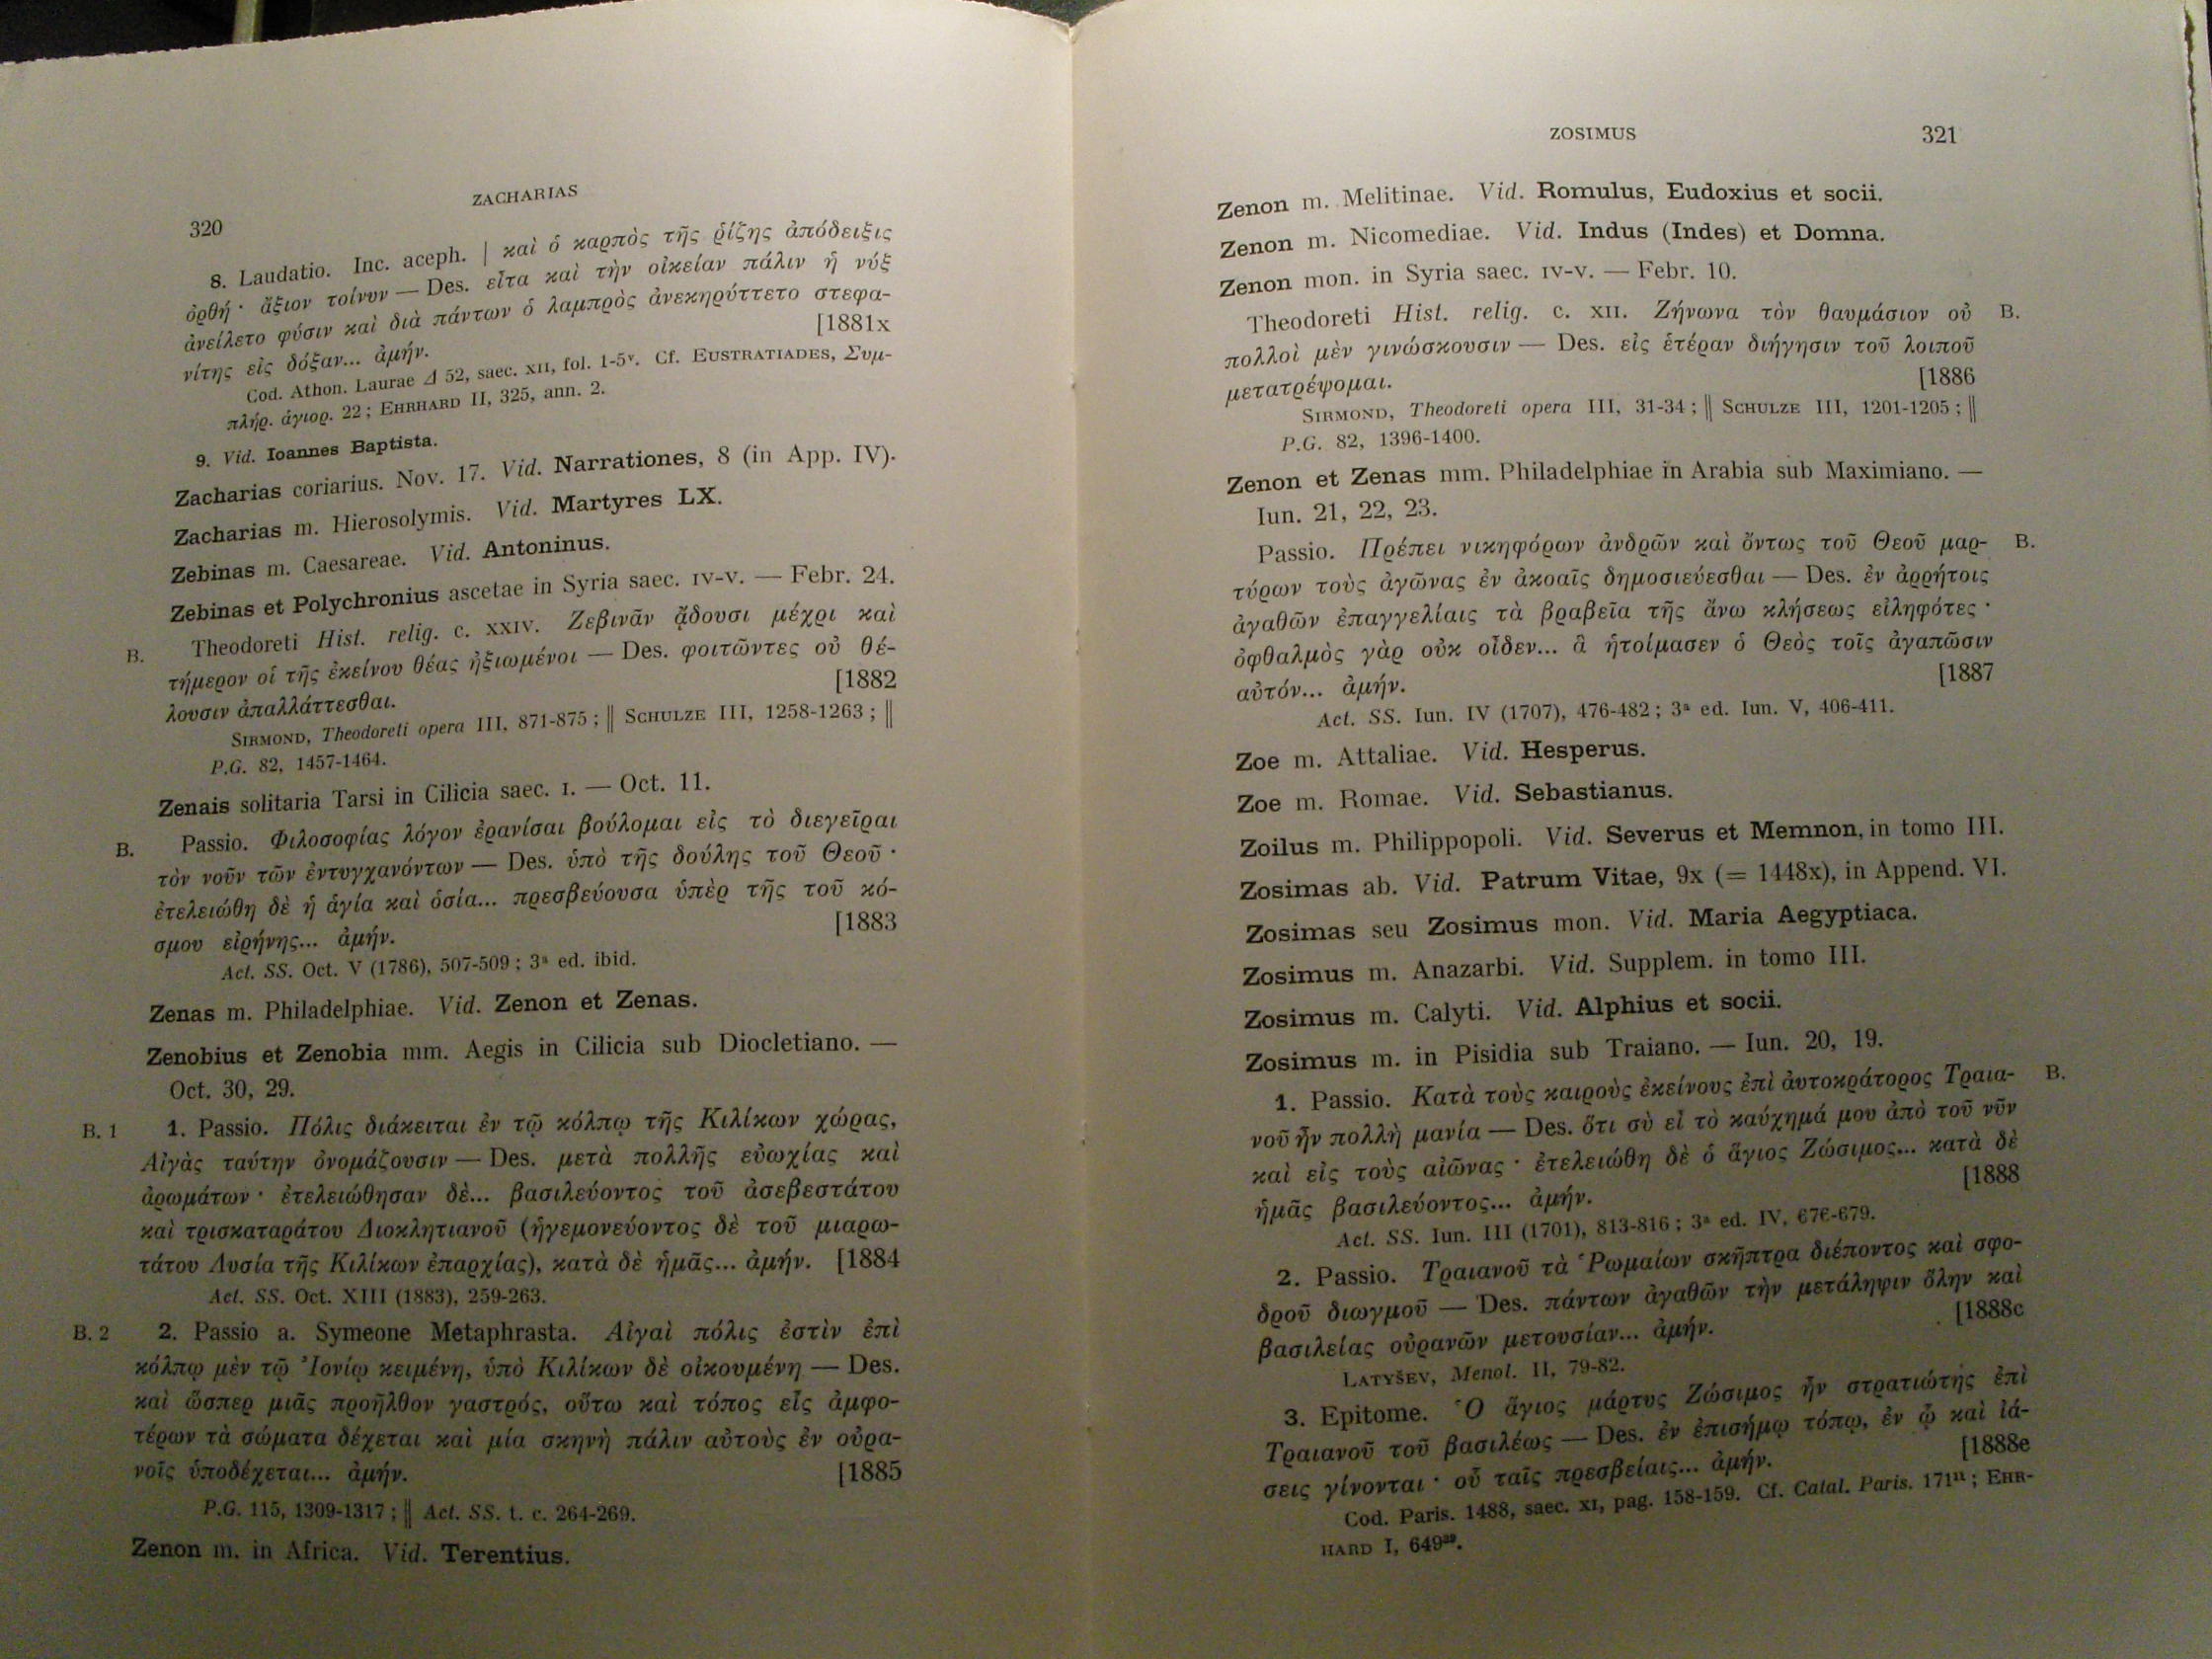 ZACHARIAS
320
8. Laudatio. Inc. aceph. | καὶ ὁ καρπὸς τῆς ῥίζης ἀπόδειξις
ὀρθή· ἄξιον τοίνυν — Des. εἶτα καὶ τὴν οἰκείαν πάλιν ἡ νύξ
ἀνείλετο φύσιν καὶ διὰ πάντων ὁ λαμπρὸς ἀνεκηρύττετο στεφα-
νίτης εἰς δόξαν... ἀμήν. [1881x
Cod. Athon. Laurae Δ 52, saec. XII, fol. 1-5ᵛ. Cf. EUSTRATIADES, Συμ-
πλήρ. ἁγιορ. 22 ; EHRHARD II, 325, ann. 2.
9. Vid. Ioannes Baptista.
Zacharias coriarius. Nov. 17. Vid. Narrationes, 8 (in App. IV).
Zacharias m. Hierosolymis. Vid. Martyres LX.
Zebinas m. Caesareae. Vid. Antoninus.
Zebinas et Polychronius ascetae in Syria saec. IV-V. — Febr. 24.
B. Theodoreti Hist. relig. c. XXIV. Ζεβινᾶν ᾄδουσι μέχρι καὶ
τήμερον οἱ τῆς ἐκείνου θέας ἠξιωμένοι — Des. φοιτῶντες οὐ θέ-
λουσιν ἀπαλλάττεσθαι. [1882
SIRMOND, Theodoreti opera III, 871-875 ; || SCHULZE III, 1258-1263 ; ||
P.G. 82, 1457-1464.
Zenais solitaria Tarsi in Cilicia saec. I. — Oct. 11.
B. Passio. Φιλοσοφίας λόγον ἐρανίσαι βούλομαι εἰς τὸ διεγεῖραι
τὸν νοῦν τῶν ἐντυγχανόντων — Des. ὑπὸ τῆς δούλης τοῦ Θεοῦ·
ἐτελειώθη δὲ ἡ ἁγία καὶ ὁσία... πρεσβεύουσα ὑπὲρ τῆς τοῦ κό-
σμου εἰρήνης... ἀμήν. [1883
Act. SS. Oct. V (1786), 507-509 ; 3ᵃ ed. ibid.
Zenas m. Philadelphiae. Vid. Zenon et Zenas.
Zenobius et Zenobia mm. Aegis in Cilicia sub Diocletiano. —
Oct. 30, 29.
B. 1 1. Passio. Πόλις διάκειται ἐν τῷ κόλπῳ τῆς Κιλίκων χώρας,
Αἰγὰς ταύτην ὀνομάζουσιν — Des. μετὰ πολλῆς εὐωχίας καὶ
ἀρωμάτων· ἐτελειώθησαν δὲ... βασιλεύοντος τοῦ ἀσεβεστάτου
καὶ τρισκαταράτου Διοκλητιανοῦ (ἡγεμονεύοντος δὲ τοῦ μιαρω-
τάτου Λυσία τῆς Κιλίκων ἐπαρχίας), κατὰ δὲ ἡμᾶς... ἀμήν. [1884
Act. SS. Oct. XIII (1883), 259-263.
B. 2 2. Passio a. Symeone Metaphrasta. Αἰγαὶ πόλις ἐστὶν ἐπὶ
κόλπῳ μὲν τῷ Ἰονίῳ κειμένη, ὑπὸ Κιλίκων δὲ οἰκουμένη — Des.
καὶ ὥσπερ μιᾶς προῆλθον γαστρός, οὕτω καὶ τόπος εἷς ἀμφο-
τέρων τὰ σώματα δέχεται καὶ μία σκηνὴ πάλιν αὐτοὺς ἐν οὐρα-
νοῖς ὑποδέχεται... ἀμήν. [1885
P.G. 115, 1309-1317 ; || Act. SS. t. c. 264-269.
Zenon m. in Africa. Vid. Terentius.
ZOSIMUS 321
Zenon m. Melitinae. Vid. Romulus, Eudoxius et socii.
Zenon m. Nicomediae. Vid. Indus (Indes) et Domna.
Zenon mon. in Syria saec. IV-V. — Febr. 10.
Theodoreti Hist. relig. c. XII. Ζήνωνα τὸν θαυμάσιον οὐ B.
πολλοὶ μὲν γινώσκουσιν — Des. εἰς ἑτέραν διήγησιν τοῦ λοιποῦ
μετατρέψομαι. [1886
SIRMOND, Theodoreti opera III, 31-34 ; || SCHULZE III, 1201-1205 ; ||
P.G. 82, 1396-1400.
Zenon et Zenas mm. Philadelphiae in Arabia sub Maximiano. —
Iun. 21, 22, 23.
Passio. Πρέπει νικηφόρων ἀνδρῶν καὶ ὄντως τοῦ Θεοῦ μαρ- B.
τύρων τοὺς ἀγῶνας ἐν ἀκοαῖς δημοσιεύεσθαι — Des. ἐν ἀρρήτοις
ἀγαθῶν ἐπαγγελίαις τὰ βραβεῖα τῆς ἄνω κλήσεως εἰληφότες·
ὀφθαλμὸς γὰρ οὐκ οἶδεν... ἃ ἡτοίμασεν ὁ Θεὸς τοῖς ἀγαπῶσιν
αὐτόν... ἀμήν. [1887
Act. SS. Iun. IV (1707), 476-482 ; 3ᵃ ed. Iun. V, 406-411.
Zoe m. Attaliae. Vid. Hesperus.
Zoe m. Romae. Vid. Sebastianus.
Zoilus m. Philippopoli. Vid. Severus et Memnon, in tomo III.
Zosimas ab. Vid. Patrum Vitae, 9x (= 1448x), in Append. VI.
Zosimas seu Zosimus mon. Vid. Maria Aegyptiaca.
Zosimus m. Anazarbi. Vid. Supplem. in tomo III.
Zosimus m. Calyti. Vid. Alphius et socii.
Zosimus m. in Pisidia sub Traiano. — Iun. 20, 19.
1. Passio. Κατὰ τοὺς καιροὺς ἐκείνους ἐπὶ ἀυτοκράτορος Τραια- B.
νοῦ ἦν πολλὴ μανία — Des. ὅτι σὺ εἶ τὸ καύχημά μου ἀπὸ τοῦ νῦν
καὶ εἰς τοὺς αἰῶνας· ἐτελειώθη δὲ ὁ ἅγιος Ζώσιμος... κατὰ δὲ
ἡμᾶς βασιλεύοντος... ἀμήν. [1888
Act. SS. Iun. III (1701), 813-816 ; 3ᵃ ed. IV, 676-679.
2. Passio. Τραιανοῦ τὰ Ῥωμαίων σκῆπτρα διέποντος καὶ σφο-
δροῦ διωγμοῦ — Des. πάντων ἀγαθῶν τὴν μετάληψιν ὅλην καὶ
βασιλείας οὐρανῶν μετουσίαν... ἀμήν. [1888c
LATYŠEV, Menol. II, 79-82.
3. Epitome. Ὁ ἅγιος μάρτυς Ζώσιμος ἦν στρατιώτης ἐπὶ
Τραιανοῦ τοῦ βασιλέως — Des. ἐν ἐπισήμῳ τόπῳ, ἐν ᾧ καὶ ἰά-
σεις γίνονται· οὗ ταῖς πρεσβείαις... ἀμήν. [1888e
Cod. Paris. 1488, saec. XI, pag. 158-159. Cf. Catal. Paris. 171¹¹ ; EHR-
HARD I, 649